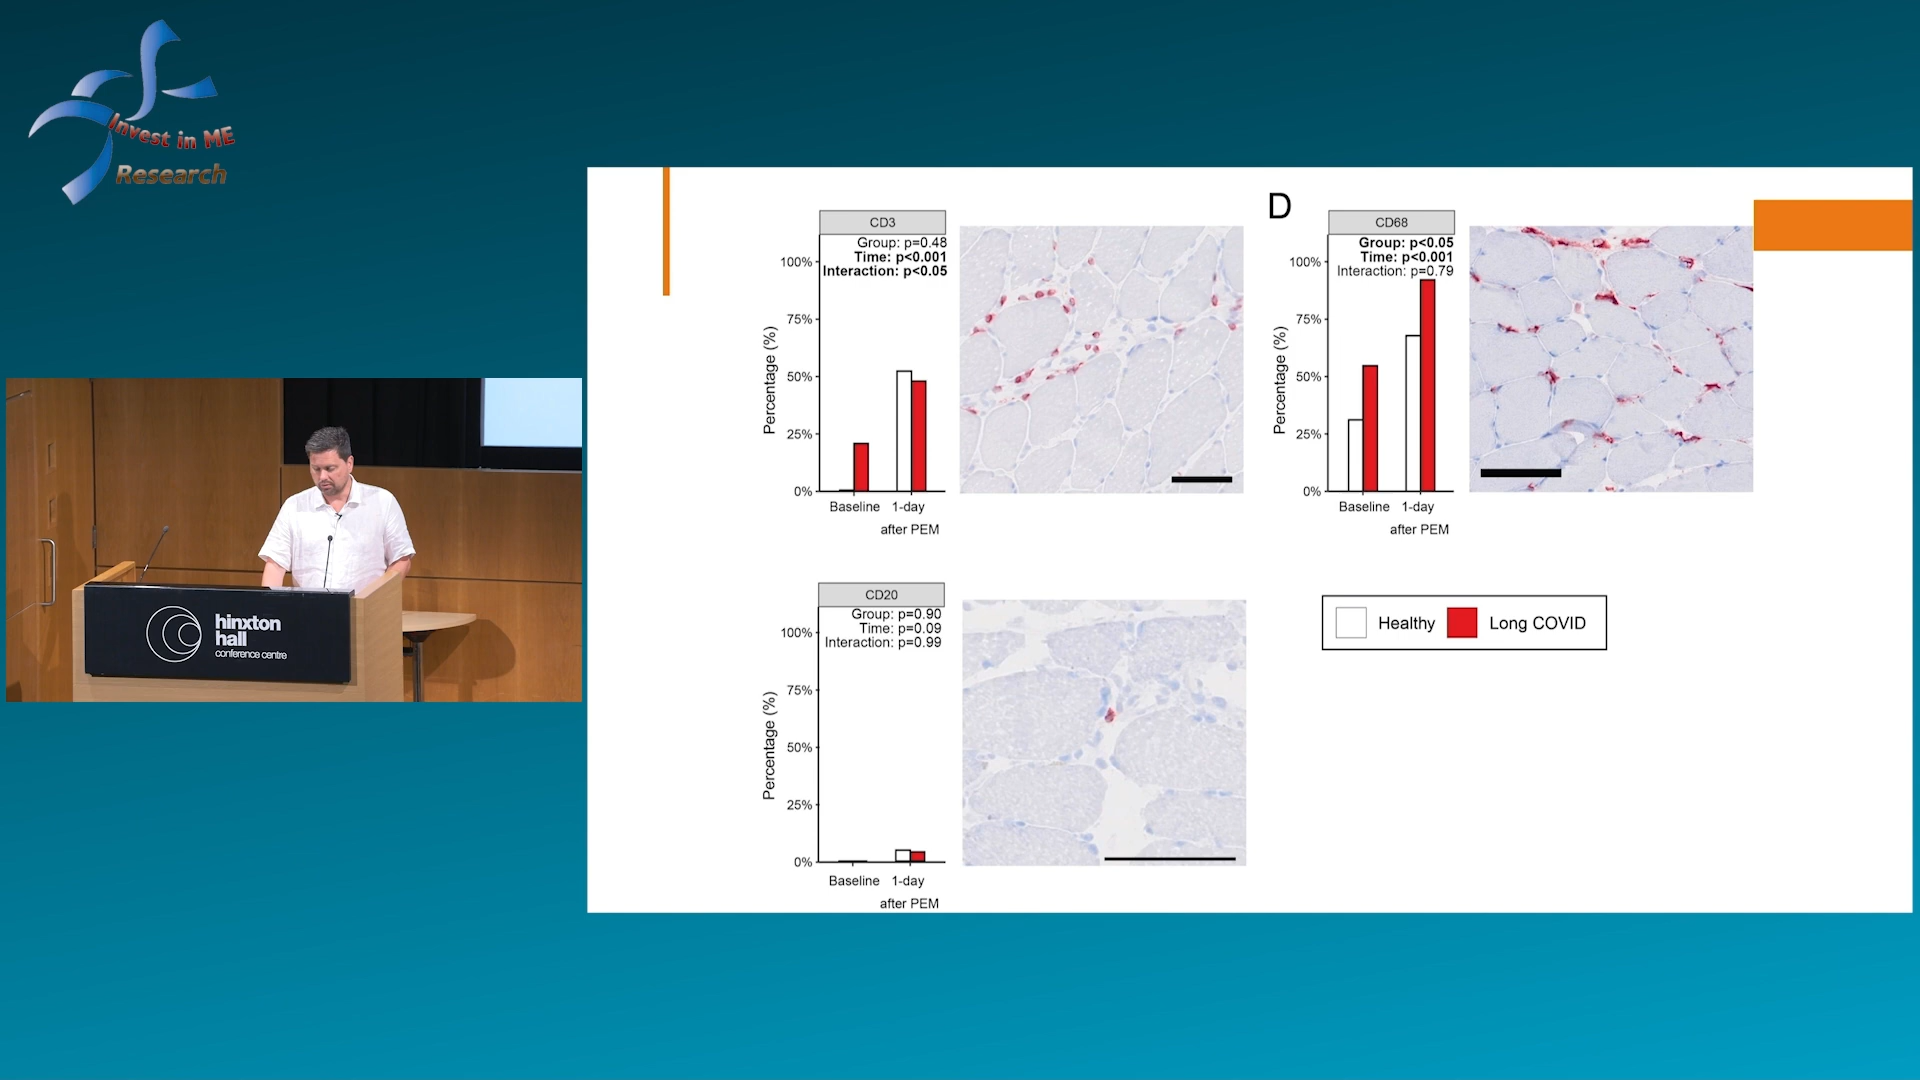 Invest in ME
Research
hinxton
hall
conference centre
CD3
Group: p=0.48
Time: p<0.001
Interaction: p<0.05
100%
75%
50%
25%
0%
Percentage (%)
Baseline 1-day
after PEM
D
CD68
Group: p<0.05
Time: p<0.001
Interaction: p=0.79
100%
75%
50%
25%
0%
Percentage (%)
Baseline 1-day
after PEM
CD20
Group: p=0.90
Time: p=0.09
Interaction: p=0.99
100%
75%
50%
25%
0%
Percentage (%)
Baseline 1-day
after PEM
Healthy Long COVID